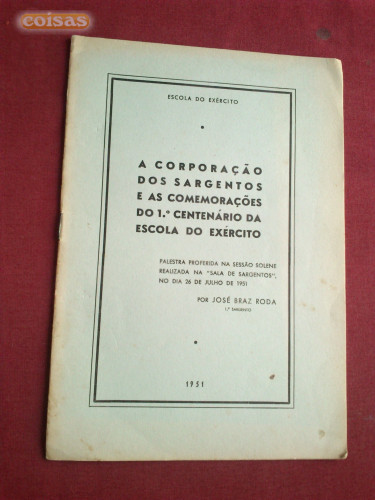 coisas
ESCOLA DO EXÉRCITO
A CORPORAÇÃO
DOS SARGENTOS
E AS COMEMORAÇÕES
DO 1.º CENTENÁRIO DA
ESCOLA DO EXÉRCITO
PALESTRA PROFERIDA NA SESSÃO SOLENE
REALIZADA NA "SALA DE SARGENTOS",
NO DIA 26 DE JULHO DE 1951
POR JOSÉ BRAZ RODA
1.º SARGENTO
1951